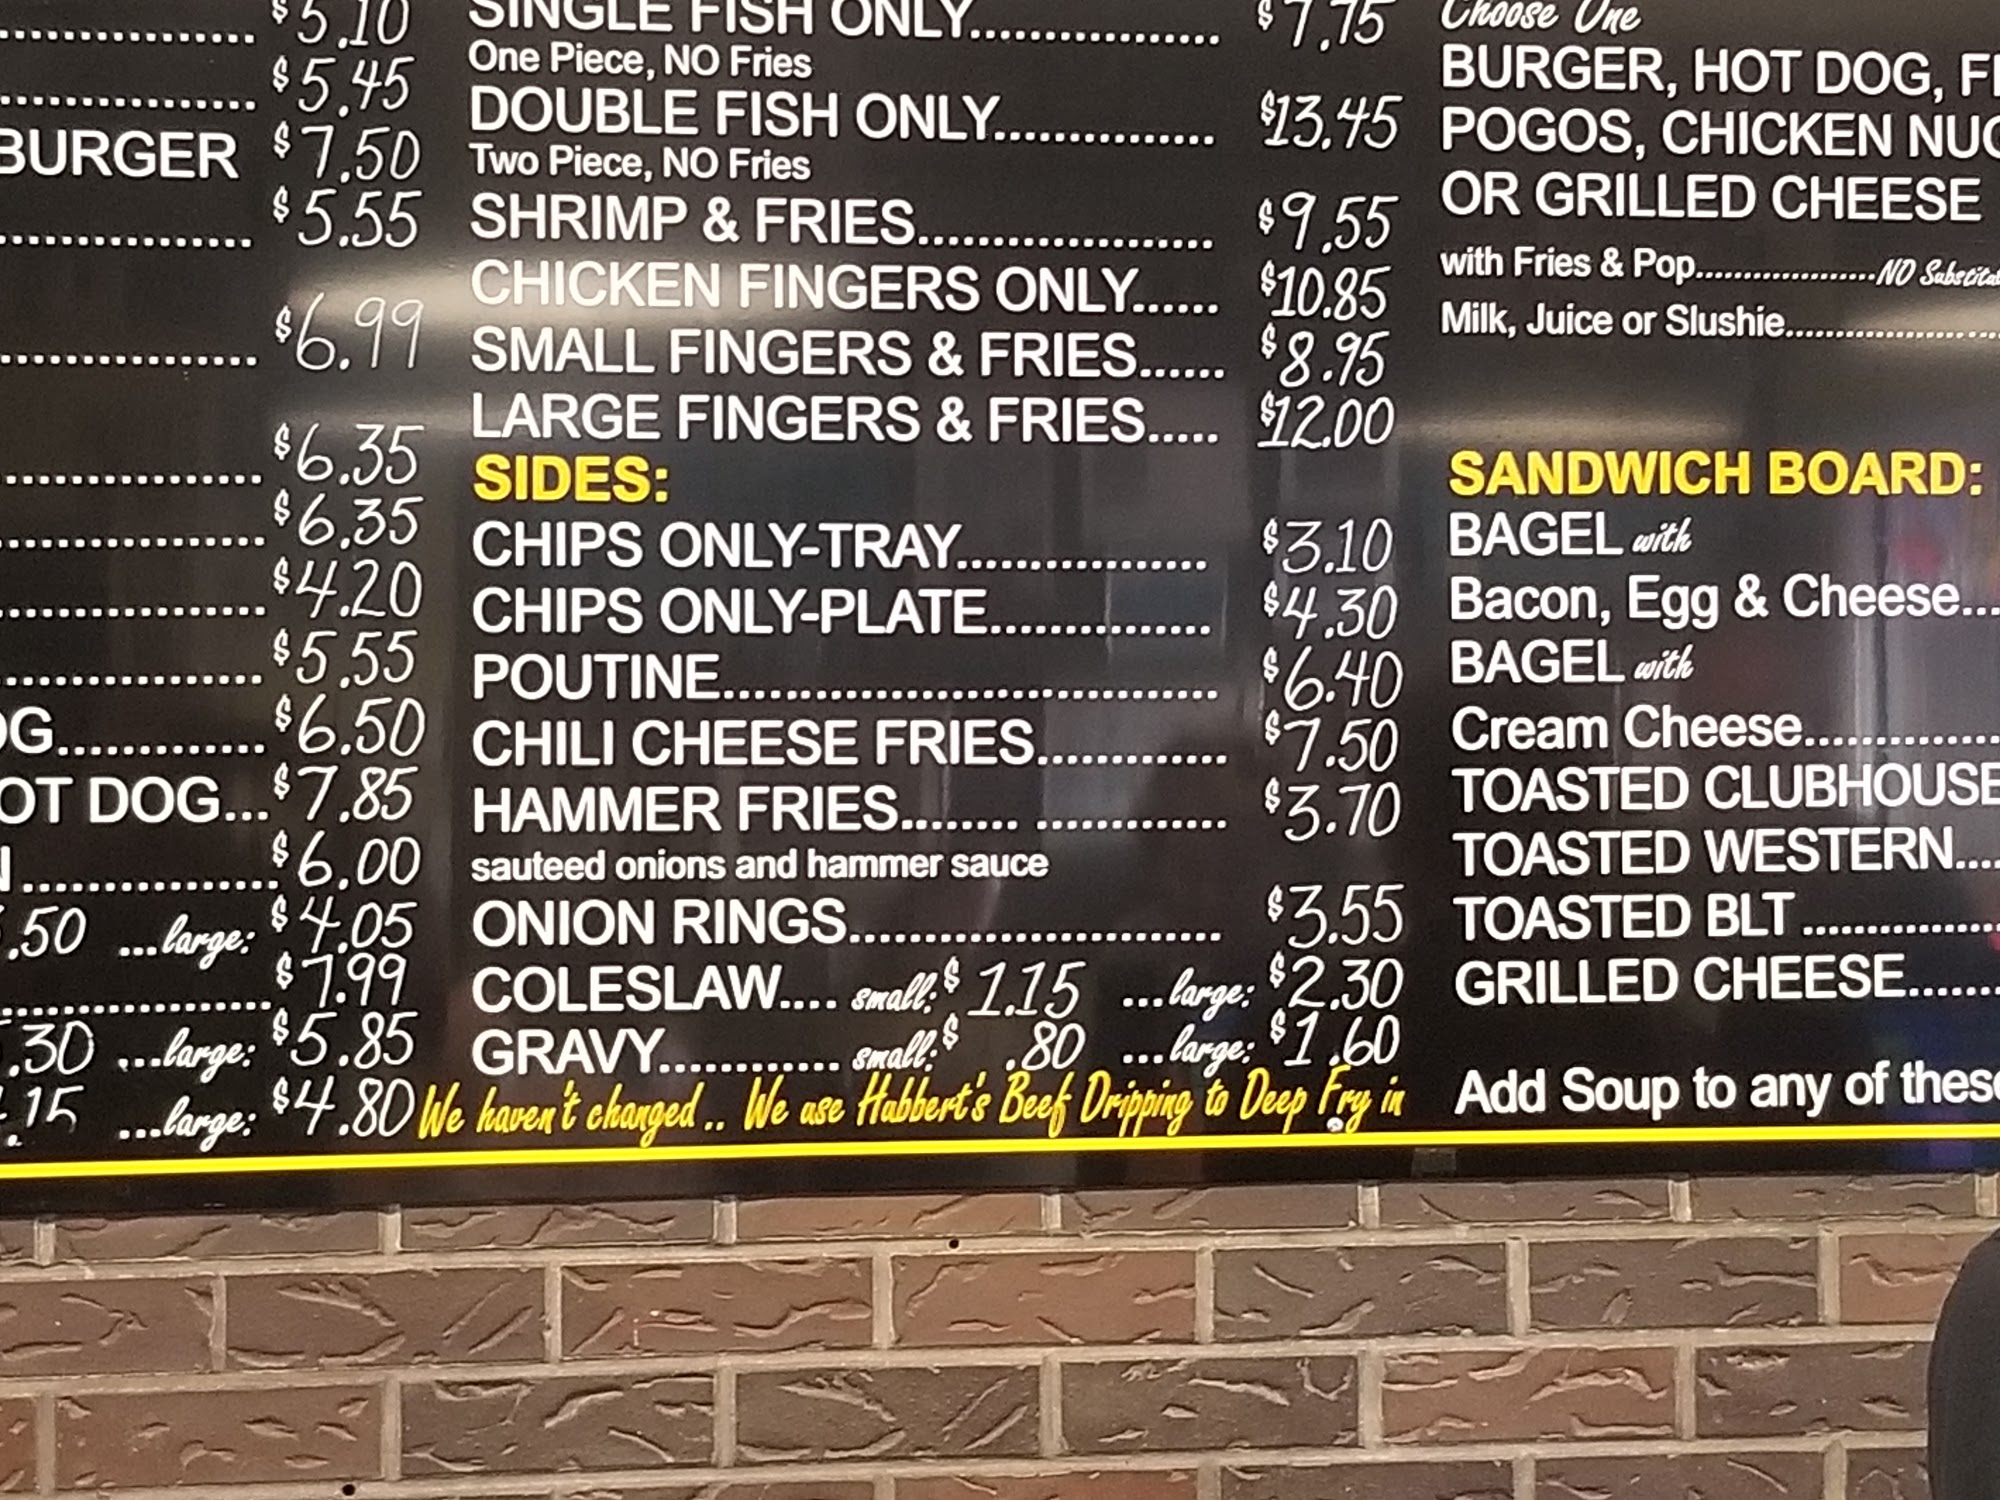 $5.10
$5.45
BURGER $7.50
$5.55
$6.99
$6.35
$6.35
$4.20
$5.55
$6.50
DOG...$7.85
$6.00
.50 ...large: $4.05
$7.99
.30 ...large: $5.85
.15 ...large: $4.80
SINGLE FISH ONLY................. $7.75
One Piece, NO Fries
DOUBLE FISH ONLY............... $13.45
Two Piece, NO Fries
SHRIMP & FRIES.................... $9.55
CHICKEN FINGERS ONLY...... $10.85
SMALL FINGERS & FRIES...... $8.95
LARGE FINGERS & FRIES..... $12.00
SIDES:
CHIPS ONLY-TRAY................. $3.10
CHIPS ONLY-PLATE............... $4.30
POUTINE.................................. $6.40
CHILI CHEESE FRIES............. $7.50
HAMMER FRIES........ ............. $3.70
sauteed onions and hammer sauce
ONION RINGS......................... $3.55
COLESLAW.... small: $1.15 ...large: $2.30
GRAVY............ small: $.80 ...large: $1.60
We haven't changed.. We use Hubbert's Beef Dripping to Deep Fry in
Choose One
BURGER, HOT DOG,
POGOS, CHICKEN
OR GRILLED CHEESE
with Fries & Pop...................NO
Milk, Juice or Slushie......................
SANDWICH BOARD:
BAGEL with
Bacon, Egg & Cheese...
BAGEL with
Cream Cheese...............
TOASTED CLUBHOUSE
TOASTED WESTERN....
TOASTED BLT..............
GRILLED CHEESE.......
Add Soup to any of these